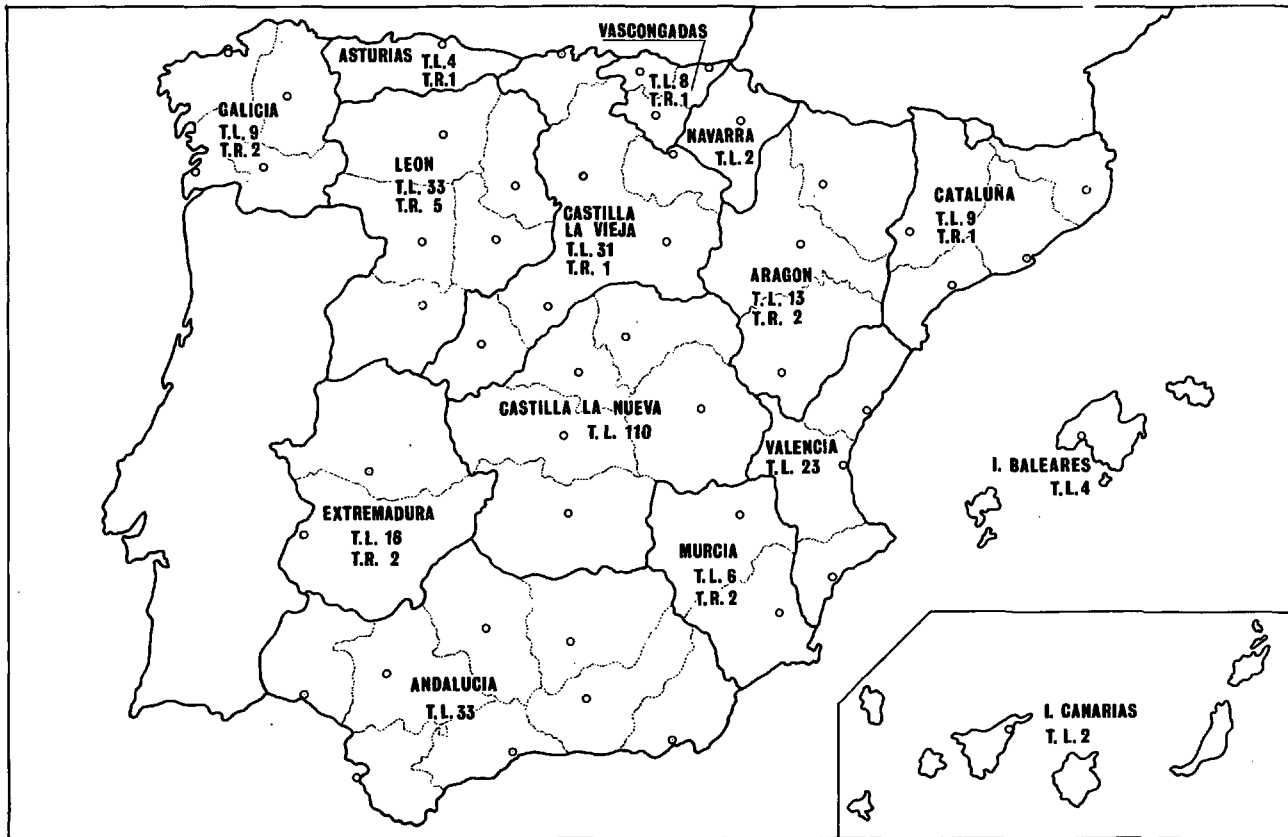 VASCONGADAS
T.L. 8
T.R. 1
ASTURIAS
T.L. 4
T.R. 1
GALICIA
T.L. 9
T.R. 2
NAVARRA
T.L. 2
LEON
T.L. 33
T.R. 5
CASTILLA
LA VIEJA
T.L. 31
T.R. 1
CATALUÑA
T.L. 9
T.R. 1
ARAGON
T.L. 13
T.R. 2
CASTILLA LA NUEVA
T.L. 110
VALENCIA
T.L. 23
I. BALEARES
T.L. 4
EXTREMADURA
T.L. 16
T.R. 2
MURCIA
T.L. 6
T.R. 2
ANDALUCIA
T.L. 33
I. CANARIAS
T.L. 2